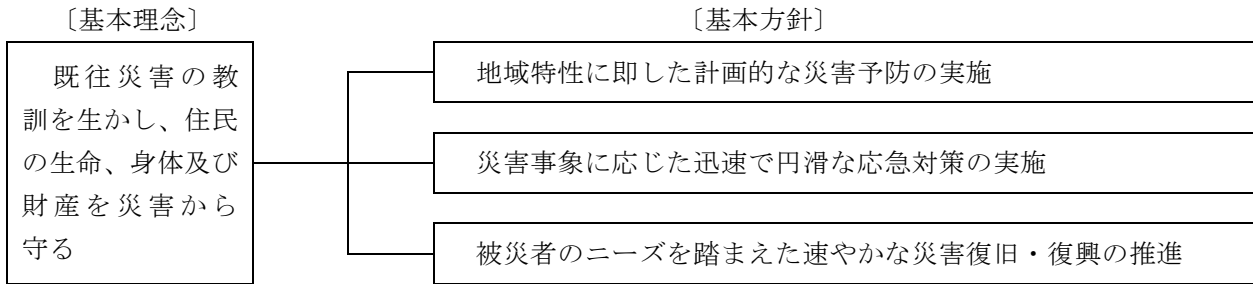 〔基本理念〕
〔基本方針〕
既往災害の教
訓を生かし、住民
の生命、身体及び
財産を災害から
守る
地域特性に即した計画的な災害予防の実施
災害事象に応じた迅速で円滑な応急対策の実施
被災者のニーズを踏まえた速やかな災害復旧・復興の推進